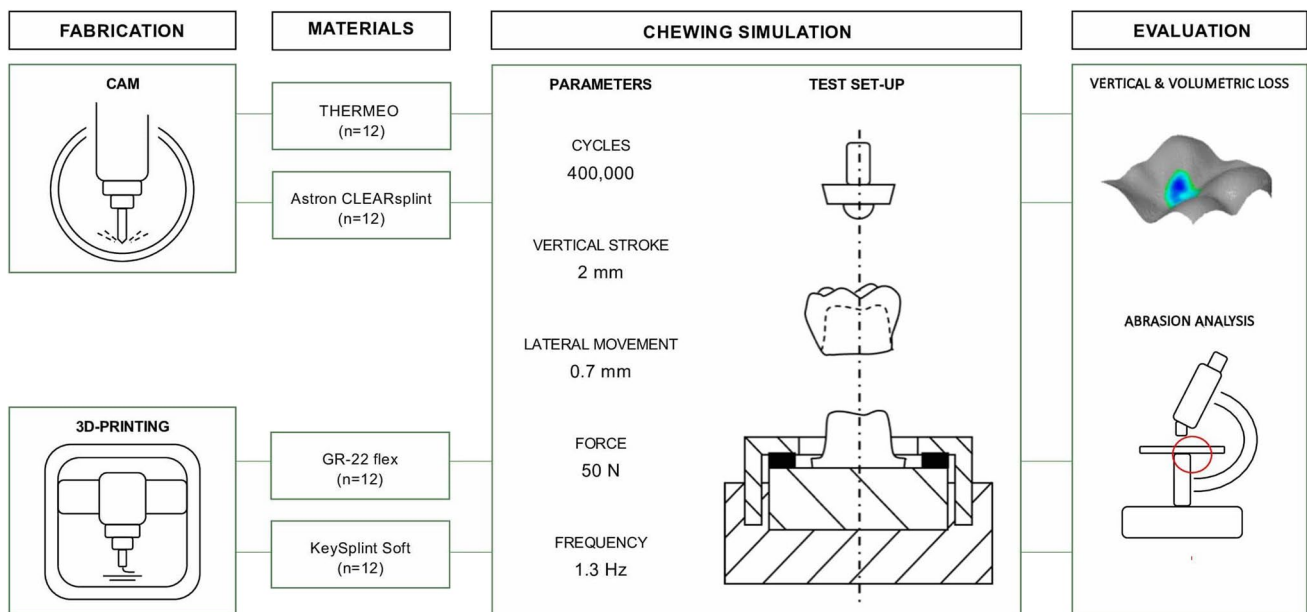 FABRICATION
MATERIALS
CHEWING SIMULATION
EVALUATION
CAM
THERMEO
(n=12)
Astron CLEARsplint
(n=12)
3D-PRINTING
GR-22 flex
(n=12)
KeySplint Soft
(n=12)
PARAMETERS
CYCLES
400,000
VERTICAL STROKE
2 mm
LATERAL MOVEMENT
0.7 mm
FORCE
50 N
FREQUENCY
1.3 Hz
TEST SET-UP
VERTICAL & VOLUMETRIC LOSS
ABRASION ANALYSIS